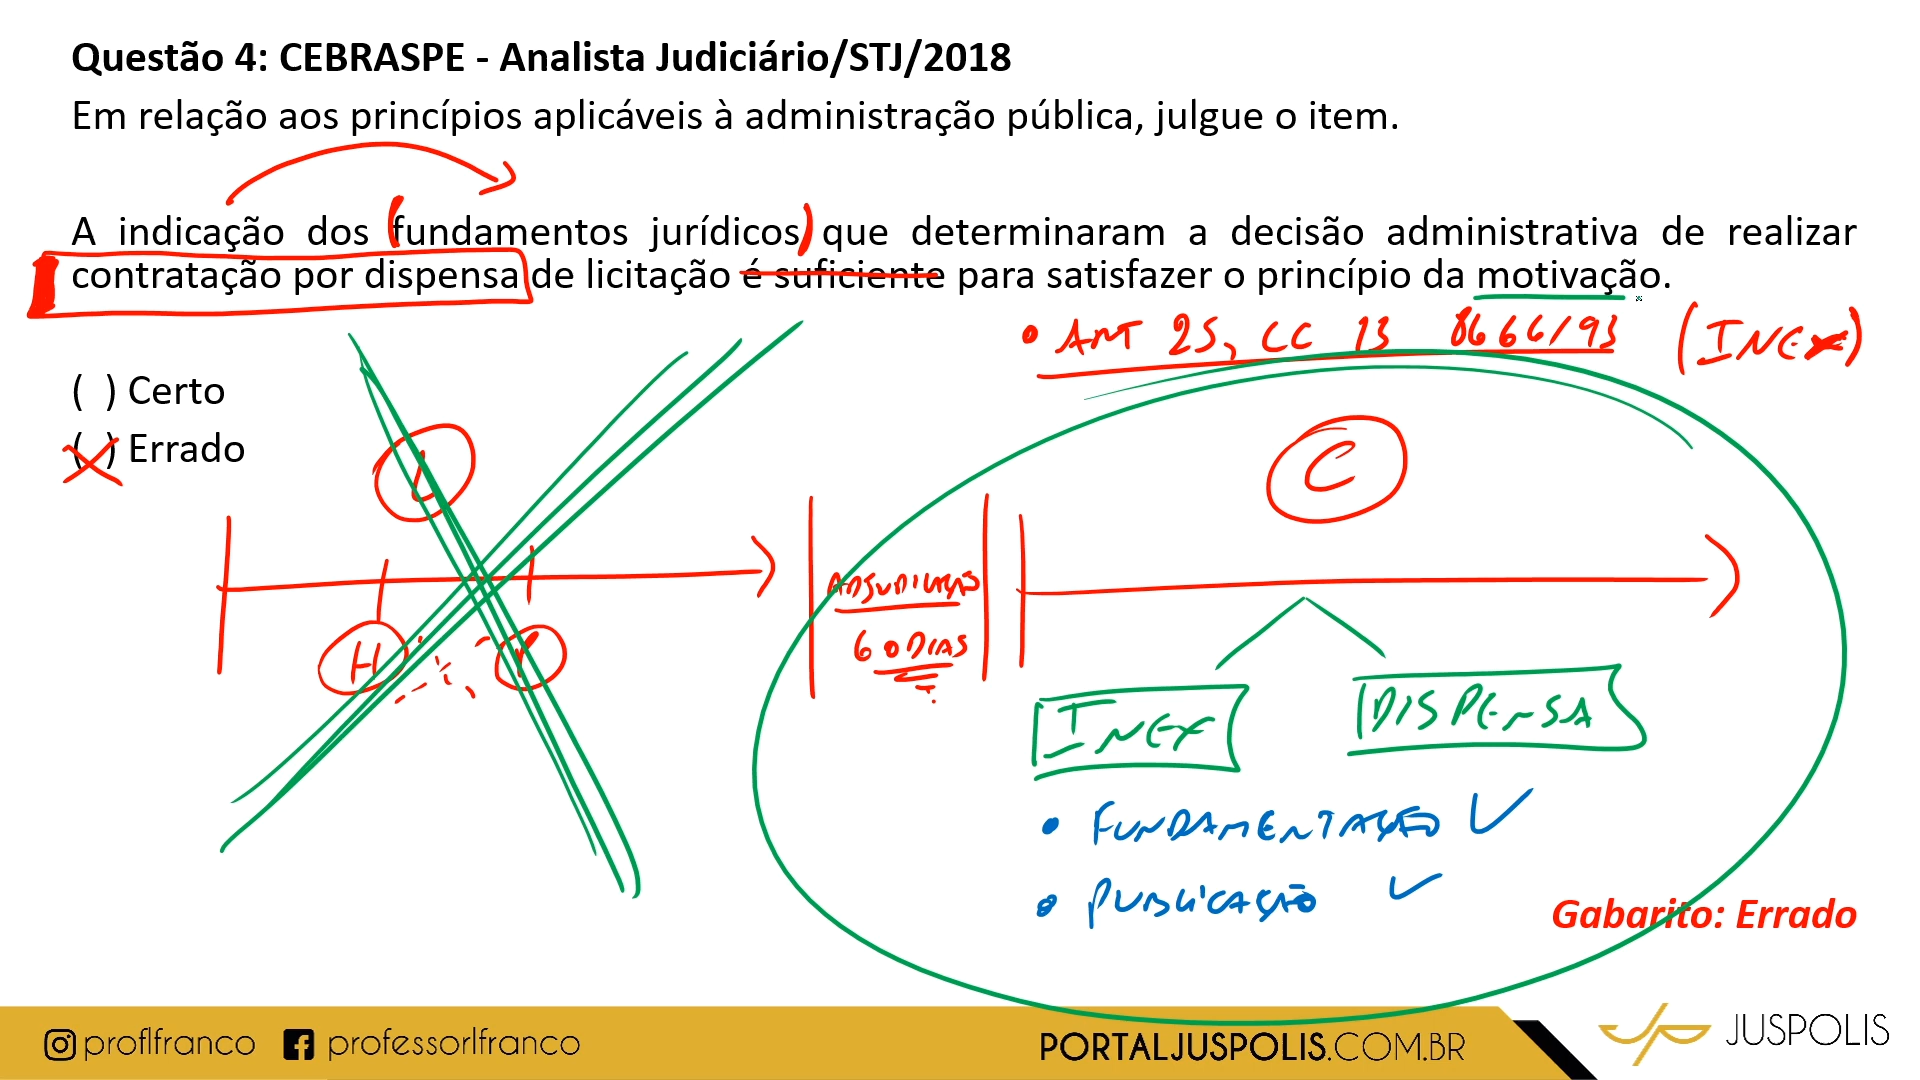 Questão 4: CEBRASPE - Analista Judiciário/STJ/2018
Em relação aos princípios aplicáveis à administração pública, julgue o item.
A indicação dos fundamentos jurídicos que determinaram a decisão administrativa de realizar
contratação por dispensa de licitação é suficiente para satisfazer o princípio da motivação.
• ART 25, CC 13 8666/93 (INEX)
( ) Certo
( ) Errado
L
C
ADJUDICAÇÃO
60 DIAS
H
P
INEX
DISPENSA
• FUNDAMENTAÇÃO
• PUBLICAÇÃO
Gabarito: Errado
proflfranco
professorlfranco
PORTALJUSPOLIS.COM.BR
JUSPOLIS